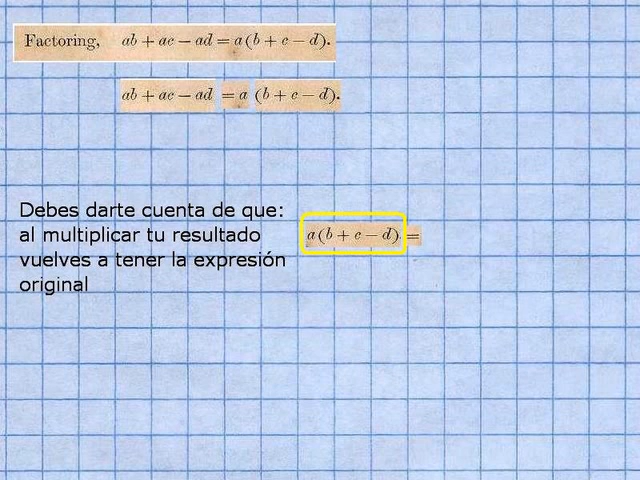 Factoring, ab + ac − ad = a (b + c − d).
ab + ac − ad = a (b + c − d).
Debes darte cuenta de que:
al multiplicar tu resultado
vuelves a tener la expresión
original
a (b + c − d) =